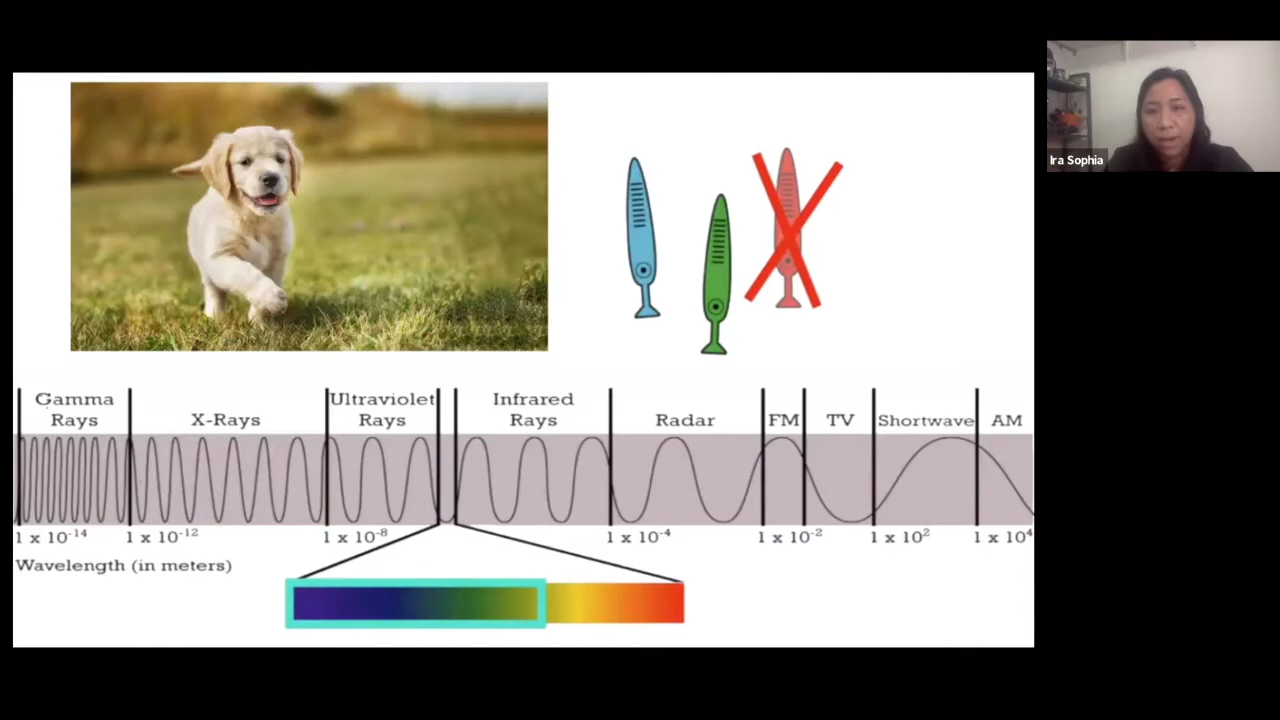 Ira Sophia
Gamma Rays
X-Rays
Ultraviolet Rays
Infrared Rays
Radar
FM
TV
Shortwave
AM
1 x 10⁻¹⁴
1 x 10⁻¹²
1 x 10⁻⁸
1 x 10⁻⁴
1 x 10⁻²
1 x 10²
1 x 10⁴
Wavelength (in meters)